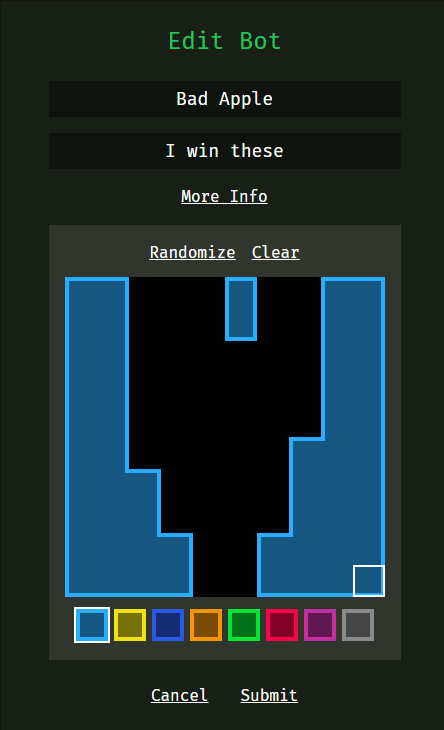 Edit Bot
Bad Apple
I win these
More Info
Randomize Clear
Cancel Submit